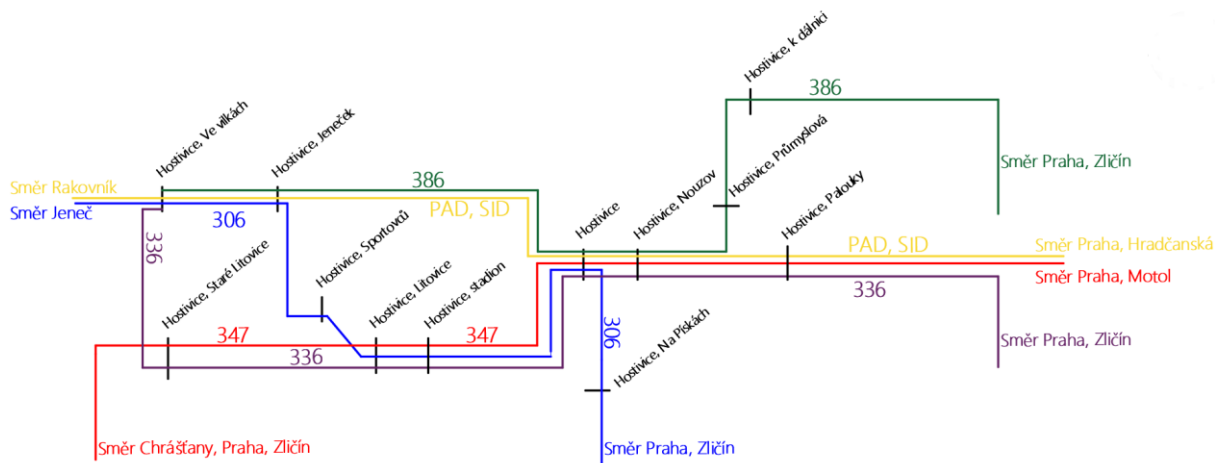 Hostivice, k dálnici
386
Hostivice, Ve vilkách
Hostivice, Jeneček
Hostivice, Průmyslová
Směr Praha, Zličín
Směr Rakovník
386
Hostivice
Hostivice, Nouzov
Hostivice, Palouky
Směr Jeneč
306
PAD, SID
Hostivice, Sportovců
336
PAD, SID
Směr Praha, Hradčanská
Hostivice, Staré Litovice
Hostivice, Litovice
Hostivice, stadion
Směr Praha, Motol
336
347
347
306
Hostivice, Na Pískách
336
Směr Praha, Zličín
Směr Chrášťany, Praha, Zličín
Směr Praha, Zličín